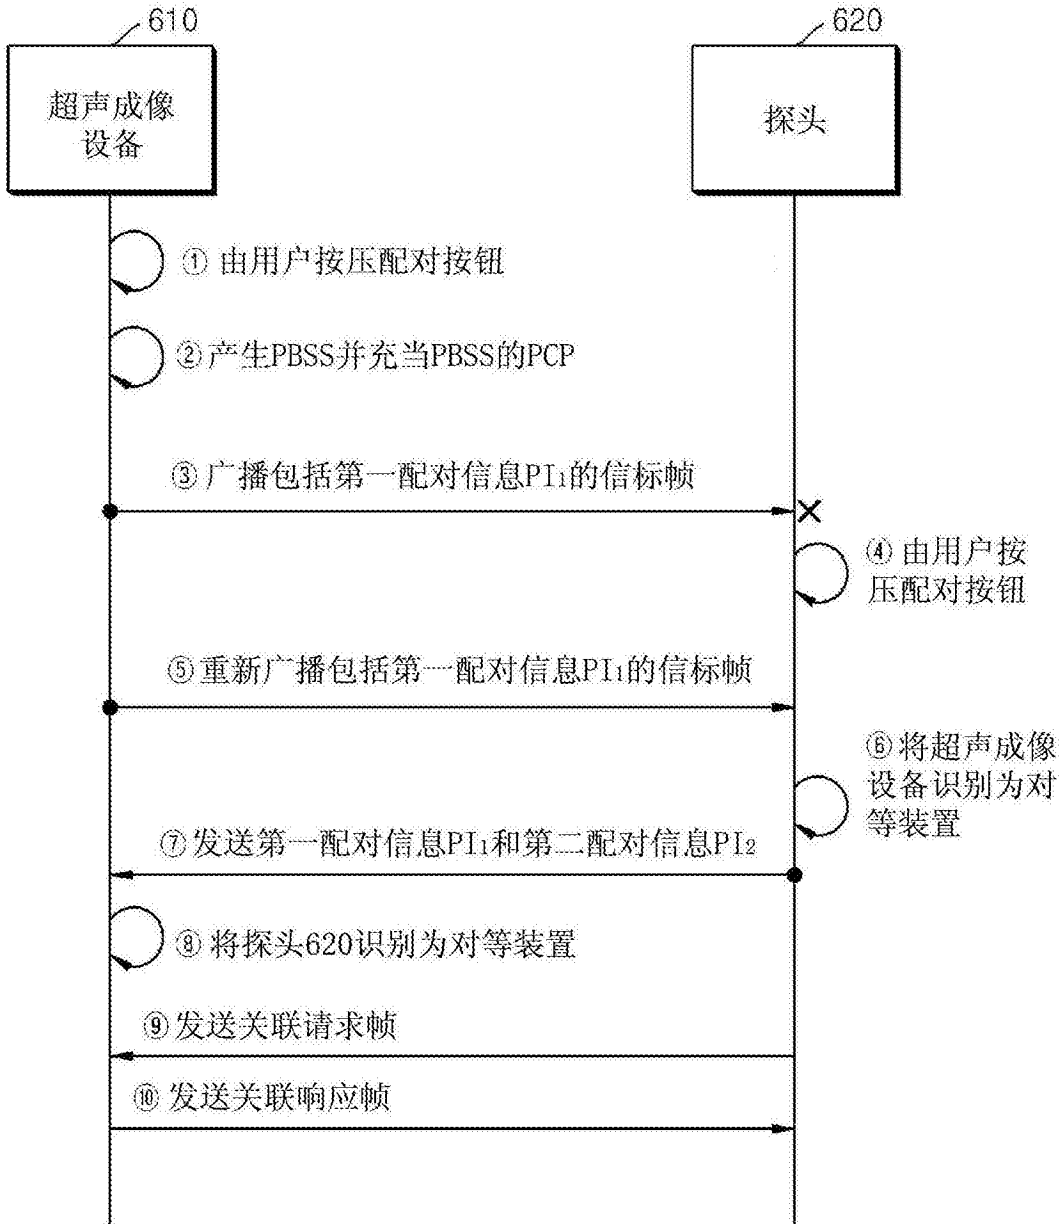 610
620
超声成像
设备
探头
① 由用户按压配对按钮
② 产生PBSS并充当PBSS的PCP
③ 广播包括第一配对信息PI₁的信标帧
④ 由用户按
压配对按钮
⑤ 重新广播包括第一配对信息PI₁的信标帧
⑥ 将超声成像
设备识别为对
等装置
⑦ 发送第一配对信息PI₁和第二配对信息PI₂
⑧ 将探头620识别为对等装置
⑨ 发送关联请求帧
⑩ 发送关联响应帧